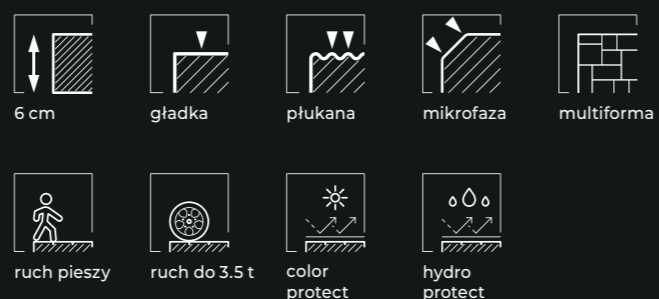 6 cm
gładka
płukana
mikrofaza
multiforma
ruch pieszy
ruch do 3.5 t
color
protect
hydro
protect